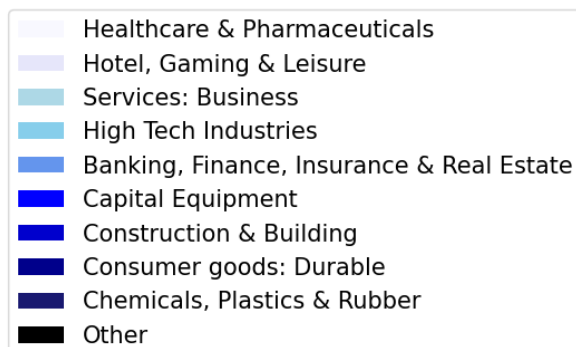 Healthcare & Pharmaceuticals
Hotel, Gaming & Leisure
Services: Business
High Tech Industries
Banking, Finance, Insurance & Real Estate
Capital Equipment
Construction & Building
Consumer goods: Durable
Chemicals, Plastics & Rubber
Other